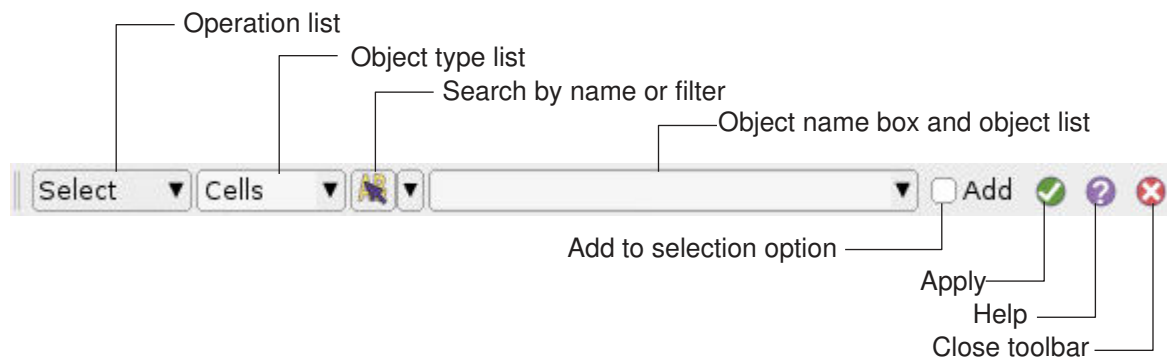 Operation list
Object type list
Search by name or filter
Object name box and object list
Select Cells Add
Add to selection option
Apply
Help
Close toolbar